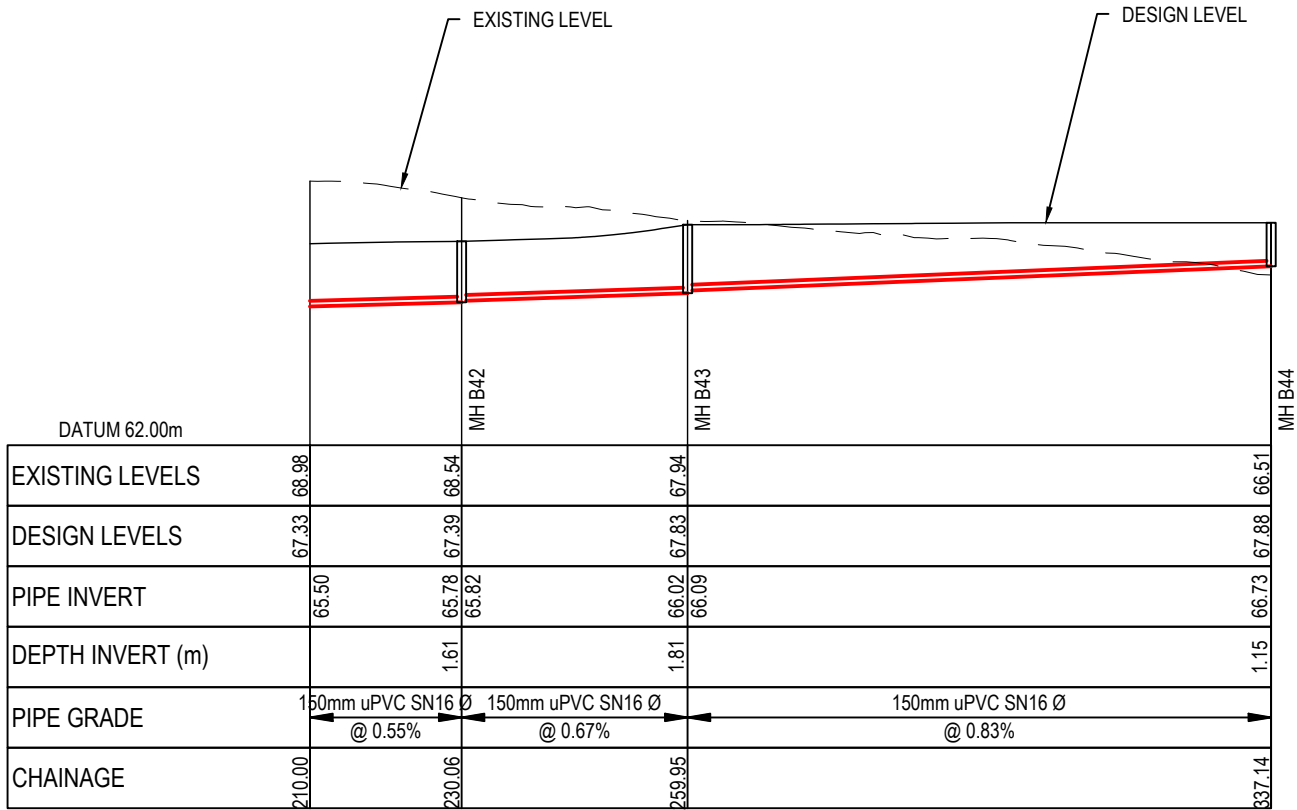 EXISTING LEVEL
DESIGN LEVEL
MH B42
MH B43
MH B44
DATUM 62.00m
EXISTING LEVELS 68.98 68.54 67.94 66.51
DESIGN LEVELS 67.33 67.39 67.83 67.88
PIPE INVERT 65.50 65.78 65.82 66.02 66.09 66.73
DEPTH INVERT (m) 1.61 1.81 1.15
150mm uPVC SN16 Ø 150mm uPVC SN16 Ø 150mm uPVC SN16 Ø
PIPE GRADE
@ 0.55% @ 0.67% @ 0.83%
CHAINAGE 210.00 230.06 259.95 337.14